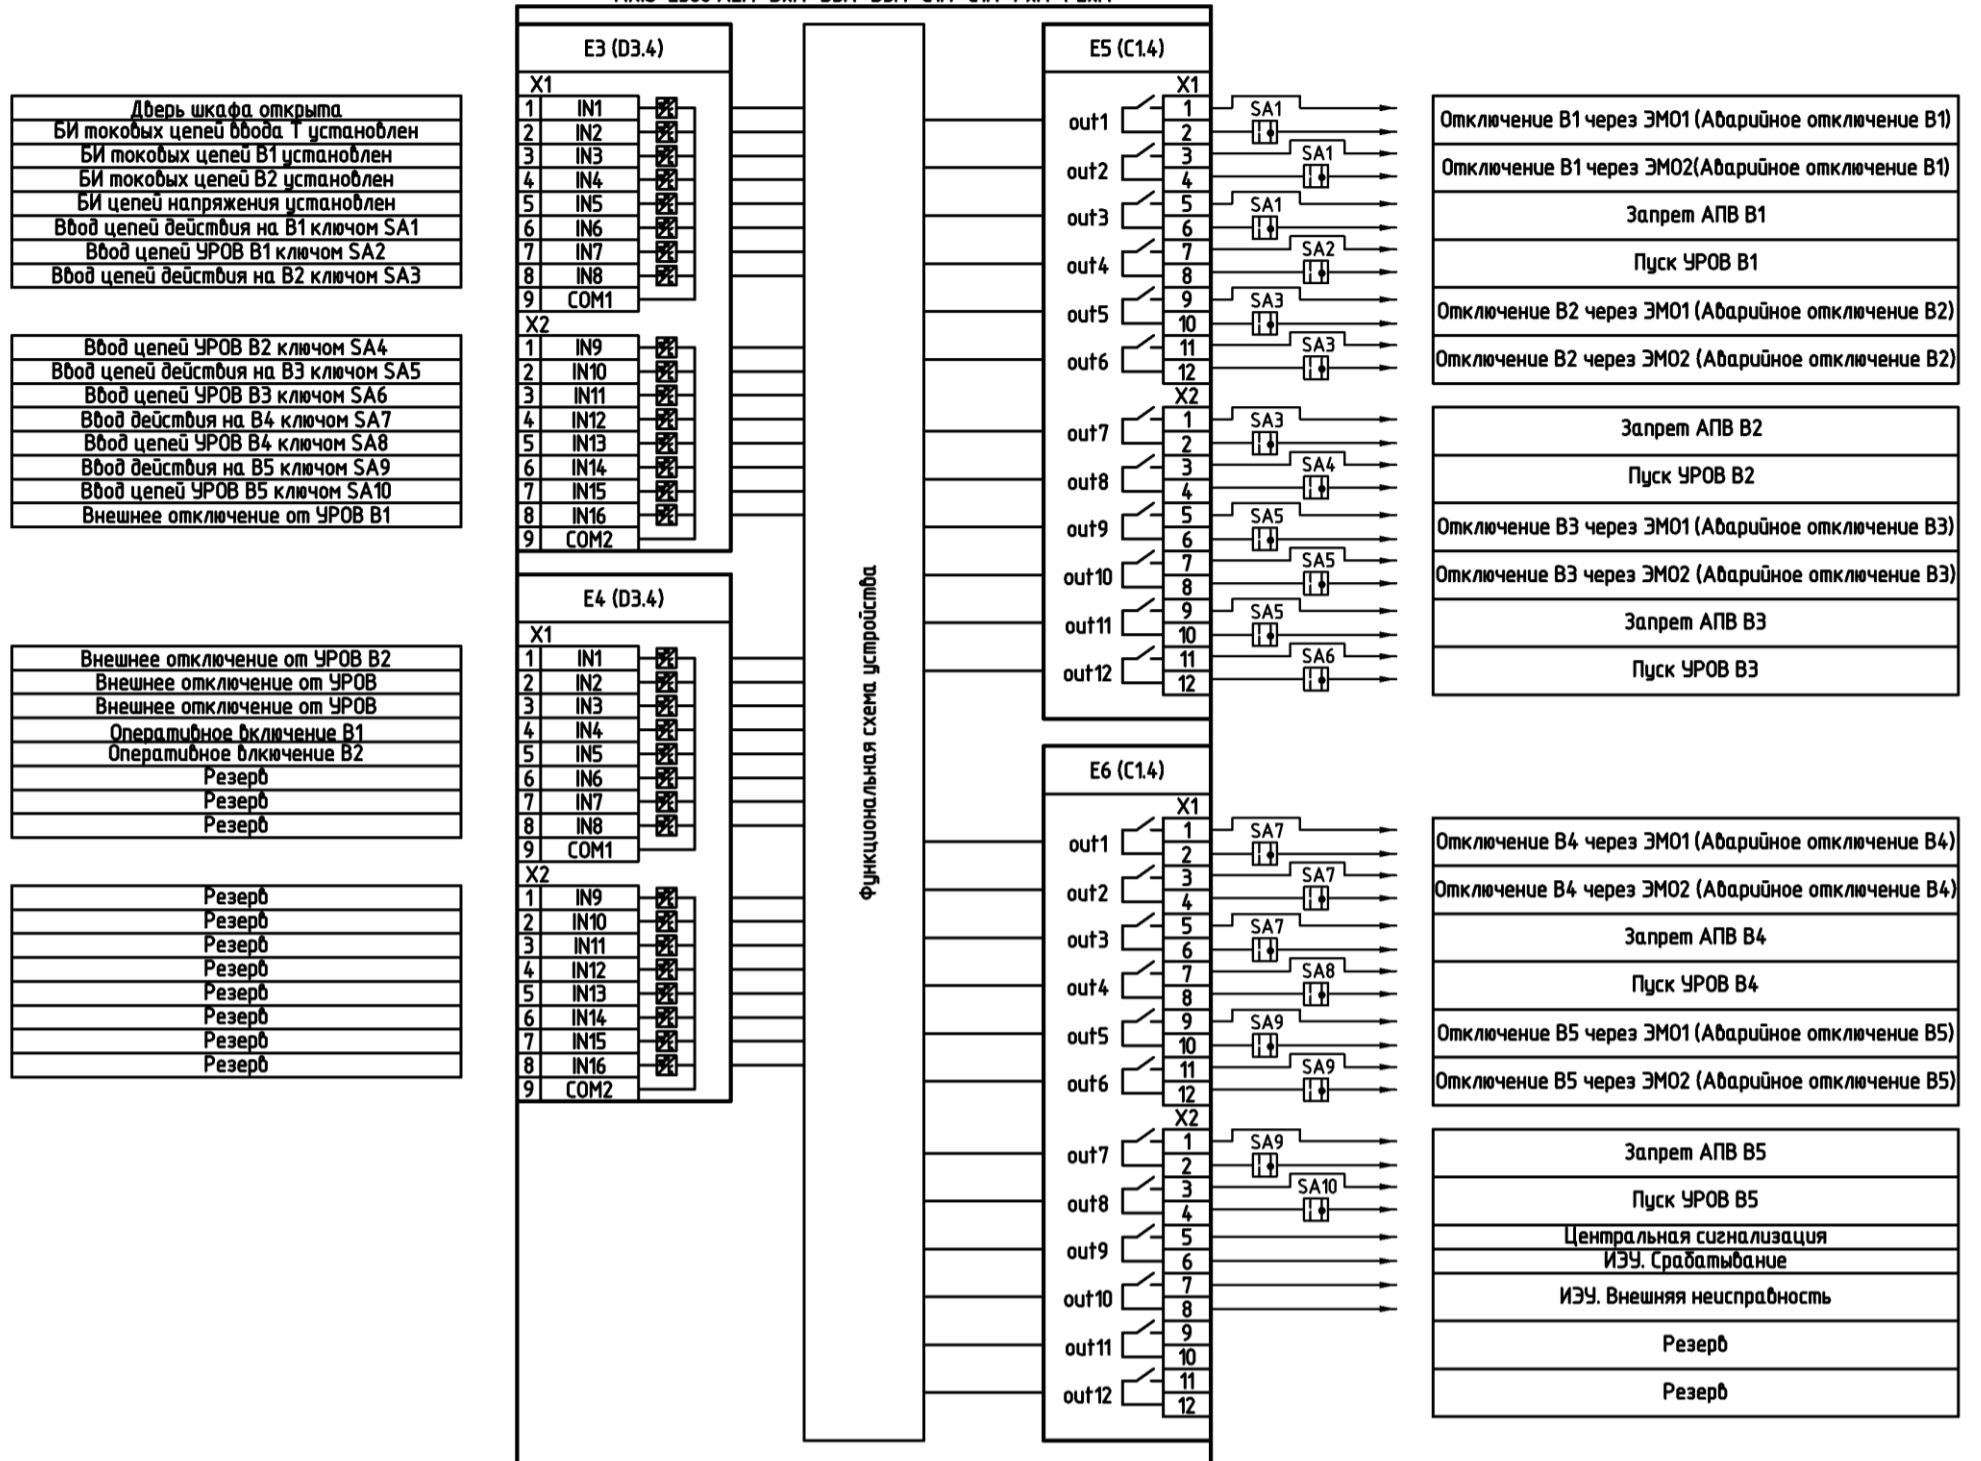 E3 (D3.4)
X1
Дверь шкафа открыта 1 IN1
БИ токовых цепей ввода Т установлен 2 IN2
БИ токовых цепей В1 установлен 3 IN3
БИ токовых цепей В2 установлен 4 IN4
БИ цепей напряжения установлен 5 IN5
Ввод цепей действия на В1 ключом SA1 6 IN6
Ввод цепей УРОВ В1 ключом SA2 7 IN7
Ввод цепей действия на В2 ключом SA3 8 IN8
9 COM1
X2
Ввод цепей УРОВ В2 ключом SA4 1 IN9
Ввод цепей действия на В3 ключом SA5 2 IN10
Ввод цепей УРОВ В3 ключом SA6 3 IN11
Ввод действия на В4 ключом SA7 4 IN12
Ввод цепей УРОВ В4 ключом SA8 5 IN13
Ввод действия на В5 ключом SA9 6 IN14
Ввод цепей УРОВ В5 ключом SA10 7 IN15
Внешнее отключение от УРОВ В1 8 IN16
9 COM2
E4 (D3.4)
X1
Внешнее отключение от УРОВ В2 1 IN1
Внешнее отключение от УРОВ 2 IN2
Внешнее отключение от УРОВ 3 IN3
Оперативное включение В1 4 IN4
Оперативное влкючение В2 5 IN5
Резерв 6 IN6
Резерв 7 IN7
Резерв 8 IN8
9 COM1
X2
Резерв 1 IN9
Резерв 2 IN10
Резерв 3 IN11
Резерв 4 IN12
Резерв 5 IN13
Резерв 6 IN14
Резерв 7 IN15
Резерв 8 IN16
9 COM2
Функциональная схема устройства
E5 (C1.4)
X1
out1 1 2 SA1 Отключение В1 через ЭМО1 (Аварийное отключение В1)
out2 3 4 SA1 Отключение В1 через ЭМО2(Аварийное отключение В1)
out3 5 6 SA1 Запрет АПВ В1
out4 7 8 SA2 Пуск УРОВ В1
out5 9 10 SA3 Отключение В2 через ЭМО1 (Аварийное отключение В2)
out6 11 12 SA3 Отключение В2 через ЭМО2 (Аварийное отключение В2)
X2
out7 1 2 SA3 Запрет АПВ В2
out8 3 4 SA4 Пуск УРОВ В2
out9 5 6 SA5 Отключение В3 через ЭМО1 (Аварийное отключение В3)
out10 7 8 SA5 Отключение В3 через ЭМО2 (Аварийное отключение В3)
out11 9 10 SA5 Запрет АПВ В3
out12 11 12 SA6 Пуск УРОВ В3
E6 (C1.4)
X1
out1 1 2 SA7 Отключение В4 через ЭМО1 (Аварийное отключение В4)
out2 3 4 SA7 Отключение В4 через ЭМО2 (Аварийное отключение В4)
out3 5 6 SA7 Запрет АПВ В4
out4 7 8 SA8 Пуск УРОВ В4
out5 9 10 SA9 Отключение В5 через ЭМО1 (Аварийное отключение В5)
out6 11 12 SA9 Отключение В5 через ЭМО2 (Аварийное отключение В5)
X2
out7 1 2 SA9 Запрет АПВ В5
out8 3 4 SA10 Пуск УРОВ В5
out9 5 Центральная сигнализация
6 ИЭУ. Срабатывание
out10 7 8 ИЭУ. Внешняя неисправность
out11 9 10 Резерв
out12 11 12 Резерв